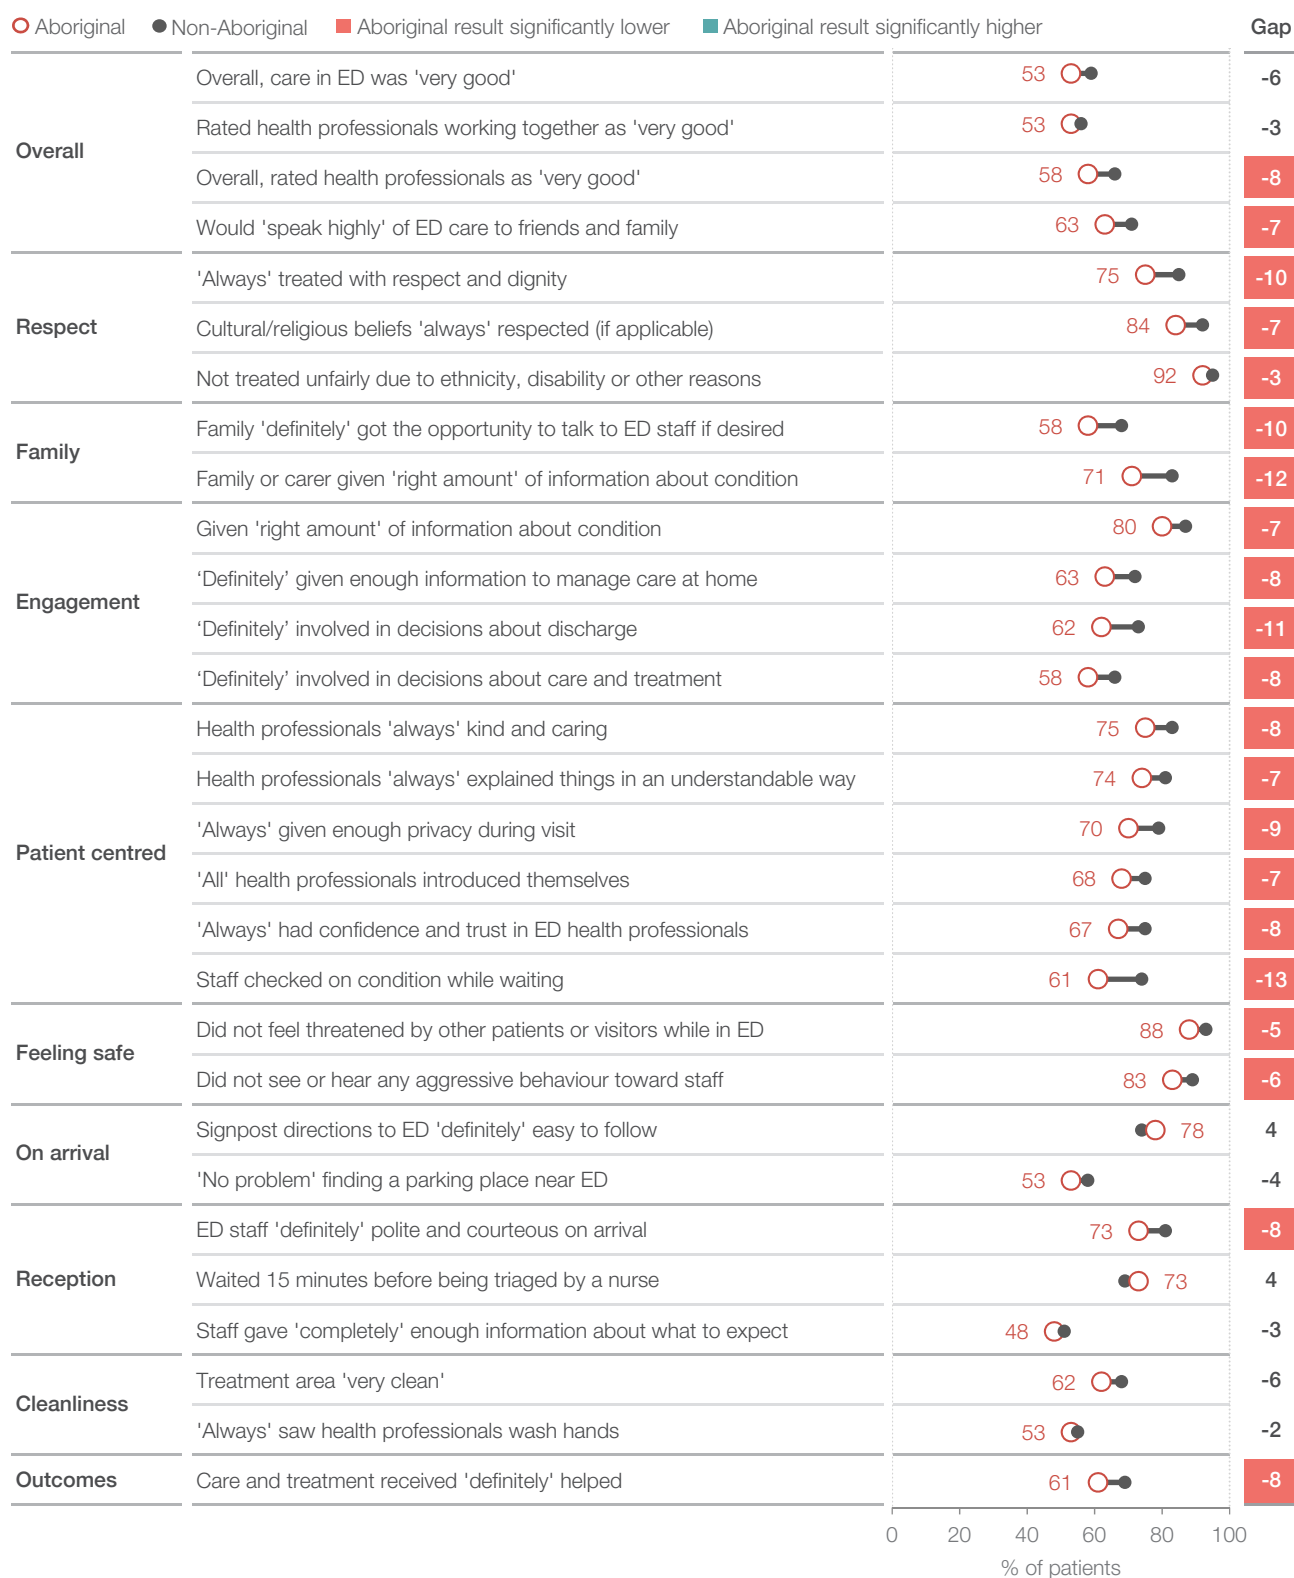 Aboriginal Non-Aboriginal Aboriginal result significantly lower Aboriginal result significantly higher Gap
Overall
Overall, care in ED was 'very good' 53 -6
Rated health professionals working together as 'very good' 53 -3
Overall, rated health professionals as 'very good' 58 -8
Would 'speak highly' of ED care to friends and family 63 -7
Respect
'Always' treated with respect and dignity 75 -10
Cultural/religious beliefs 'always' respected (if applicable) 84 -7
Not treated unfairly due to ethnicity, disability or other reasons 92 -3
Family
Family 'definitely' got the opportunity to talk to ED staff if desired 58 -10
Family or carer given 'right amount' of information about condition 71 -12
Engagement
Given 'right amount' of information about condition 80 -7
‘Definitely’ given enough information to manage care at home 63 -8
‘Definitely’ involved in decisions about discharge 62 -11
‘Definitely’ involved in decisions about care and treatment 58 -8
Patient centred
Health professionals 'always' kind and caring 75 -8
Health professionals 'always' explained things in an understandable way 74 -7
'Always' given enough privacy during visit 70 -9
'All' health professionals introduced themselves 68 -7
'Always' had confidence and trust in ED health professionals 67 -8
Staff checked on condition while waiting 61 -13
Feeling safe
Did not feel threatened by other patients or visitors while in ED 88 -5
Did not see or hear any aggressive behaviour toward staff 83 -6
On arrival
Signpost directions to ED 'definitely' easy to follow 78 4
'No problem' finding a parking place near ED 53 -4
Reception
ED staff 'definitely' polite and courteous on arrival 73 -8
Waited 15 minutes before being triaged by a nurse 73 4
Staff gave 'completely' enough information about what to expect 48 -3
Cleanliness
Treatment area 'very clean' 62 -6
'Always' saw health professionals wash hands 53 -2
Outcomes
Care and treatment received 'definitely' helped 61 -8
0 20 40 60 80 100
% of patients